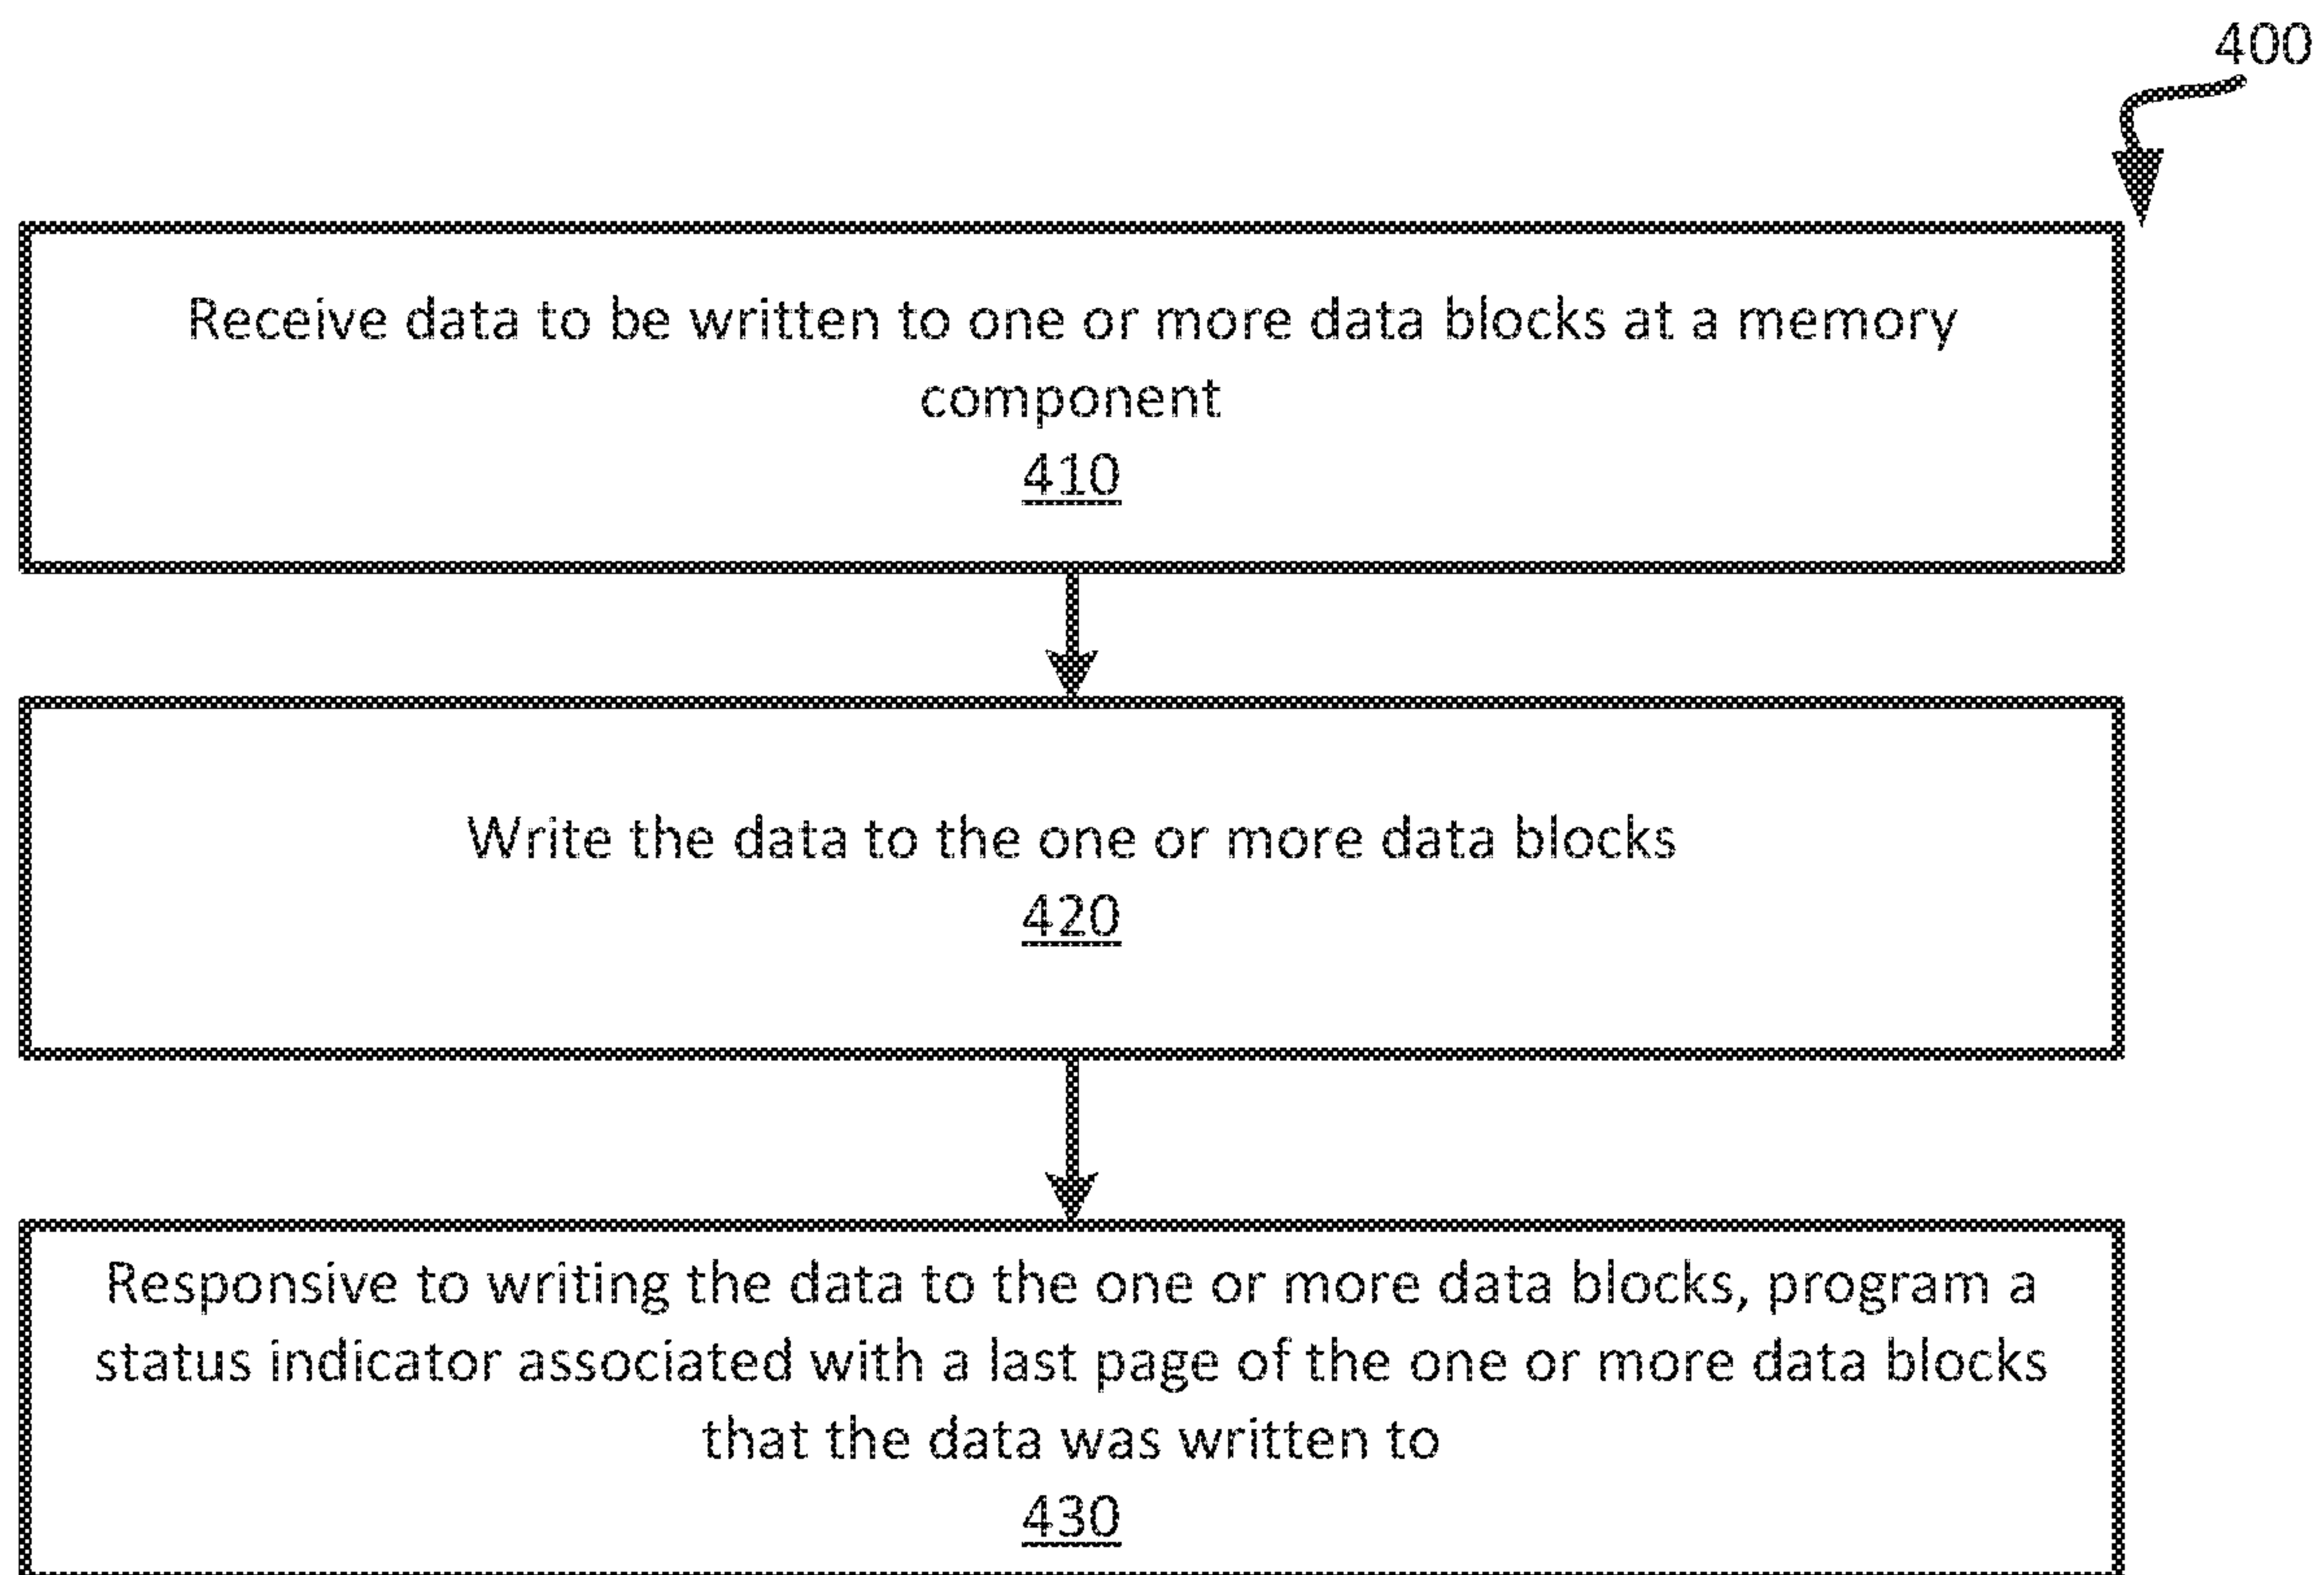 400
Receive data to be written to one or more data blocks at a memory
component
410
Write the data to the one or more data blocks
420
Responsive to writing the data to the one or more data blocks, program a
status indicator associated with a last page of the one or more data blocks
that the data was written to
430